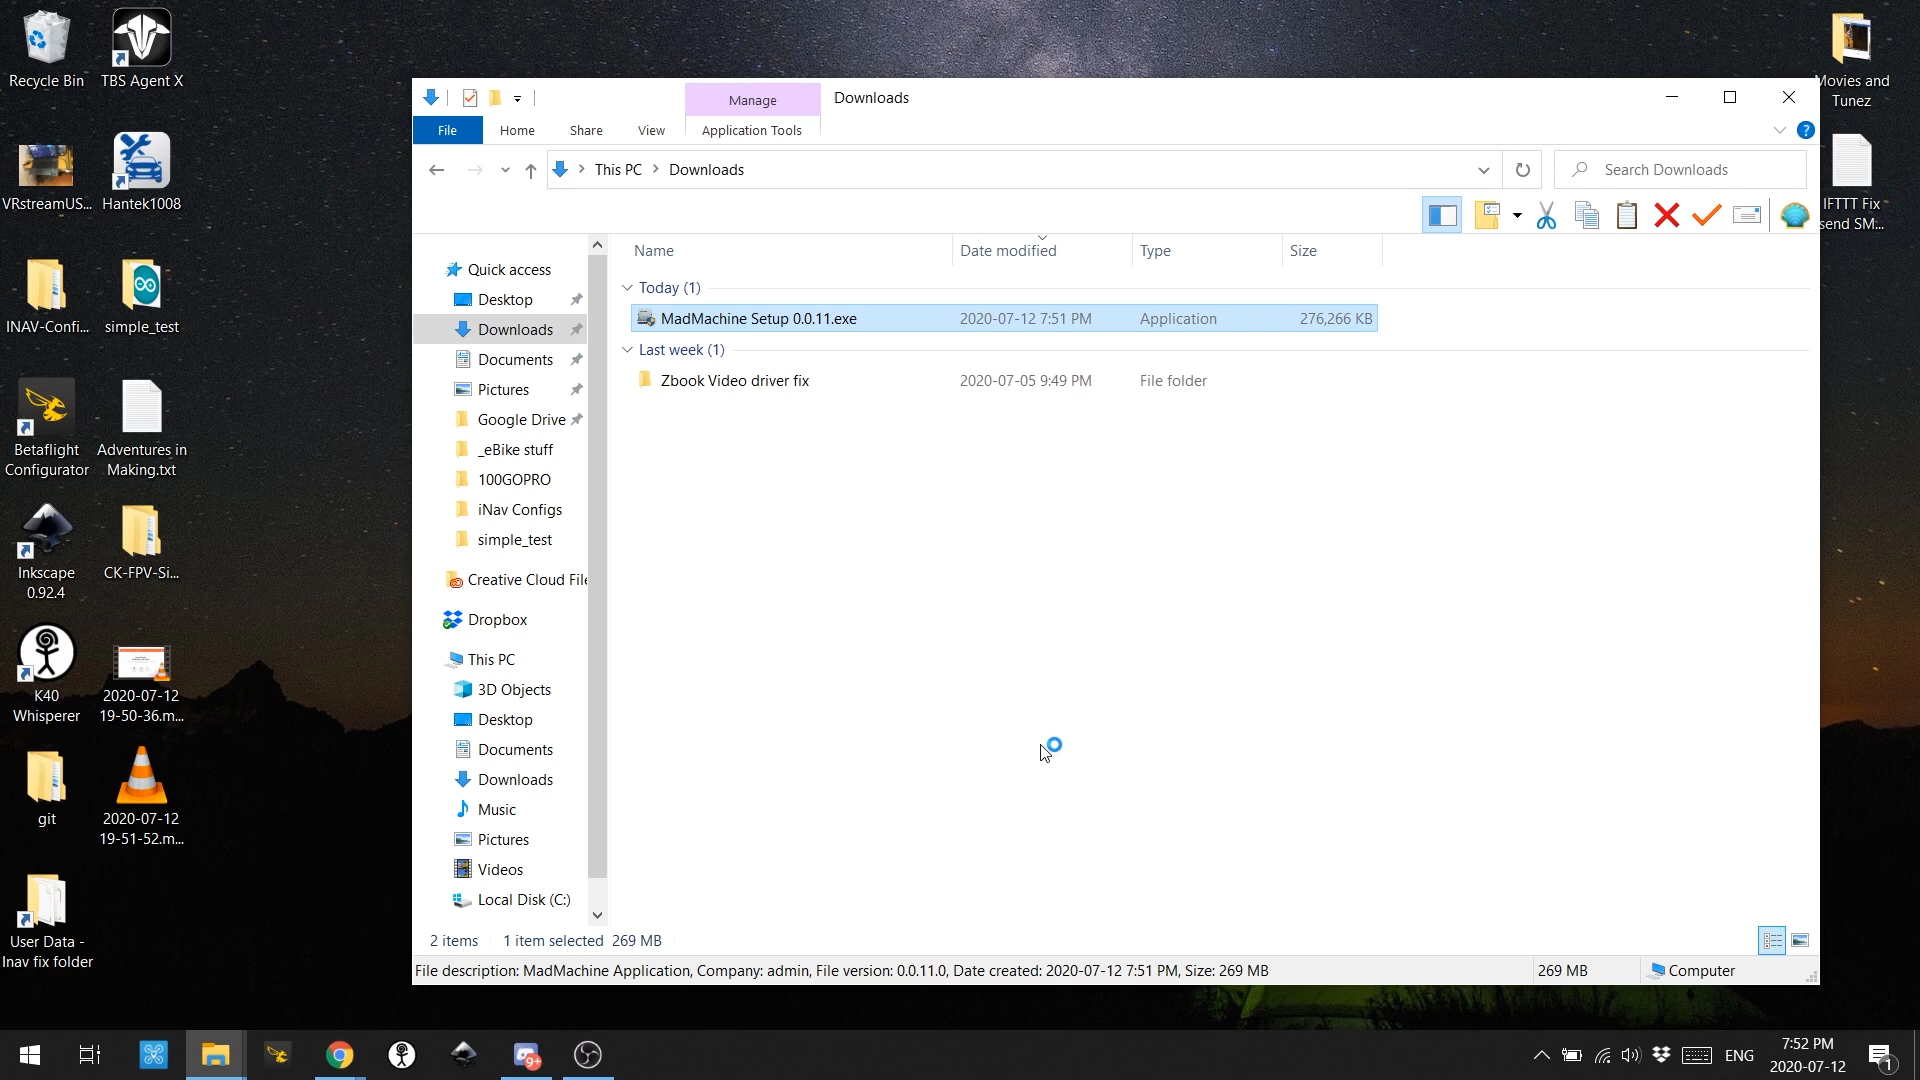 Recycle Bin
TBS Agent X
VRstreamUS...
Hantek1008
INAV-Confi...
simple_test
Betaflight
Configurator
Adventures in
Making.txt
Inkscape
0.92.4
CK-FPV-Si...
K40
Whisperer
2020-07-12
19-50-36.m...
git
2020-07-12
19-51-52.m...
User Data -
Inav fix folder
Movies and
Tunez
IFTTT Fix
send SM...
Manage
Downloads
File
Home
Share
View
Application Tools
?
This PC
Downloads
Search Downloads
Name
Date modified
Type
Size
Quick access
Desktop
Downloads
Documents
Pictures
Google Drive
_eBike stuff
100GOPRO
iNav Configs
simple_test
Creative Cloud File
Dropbox
This PC
3D Objects
Desktop
Documents
Downloads
Music
Pictures
Videos
Local Disk (C:)
Today (1)
MadMachine Setup 0.0.11.exe 2020-07-12 7:51 PM Application 276,266 KB
Last week (1)
Zbook Video driver fix 2020-07-05 9:49 PM File folder
2 items 1 item selected 269 MB
File description: MadMachine Application, Company: admin, File version: 0.0.11.0, Date created: 2020-07-12 7:51 PM, Size: 269 MB
269 MB
Computer
9+
ENG
7:52 PM
2020-07-12
1